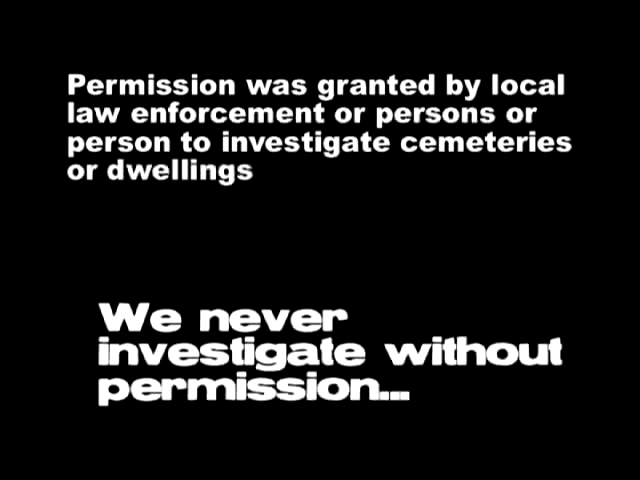 Permission was granted by local
law enforcement or persons or
person to investigate cemeteries
or dwellings
We never
investigate without
permission...